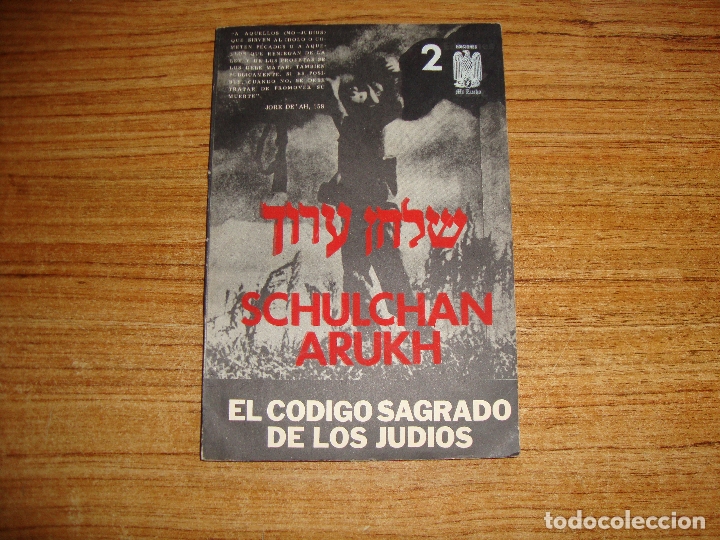 "A AQUELLOS (NO-JUDIOS)
QUE SIRVEN AL IDOLO O CO-
METEN PECADOS O A AQUE-
LLOS QUE RENIEGAN DE LA
LEY Y DE LOS PROFETAS SE
LOS DEBE MATAR, TAMBIEN
PUBLICAMENTE, SI ES POSI-
BLE. CUANDO NO, SE DEBE
TRATAR DE PROMOVER SU
MUERTE".
JORE DE'AH, 158
2
EDICIONES
שלחן ערוך
SCHULCHAN
ARUKH
EL CODIGO SAGRADO
DE LOS JUDIOS
todocoleccion.net